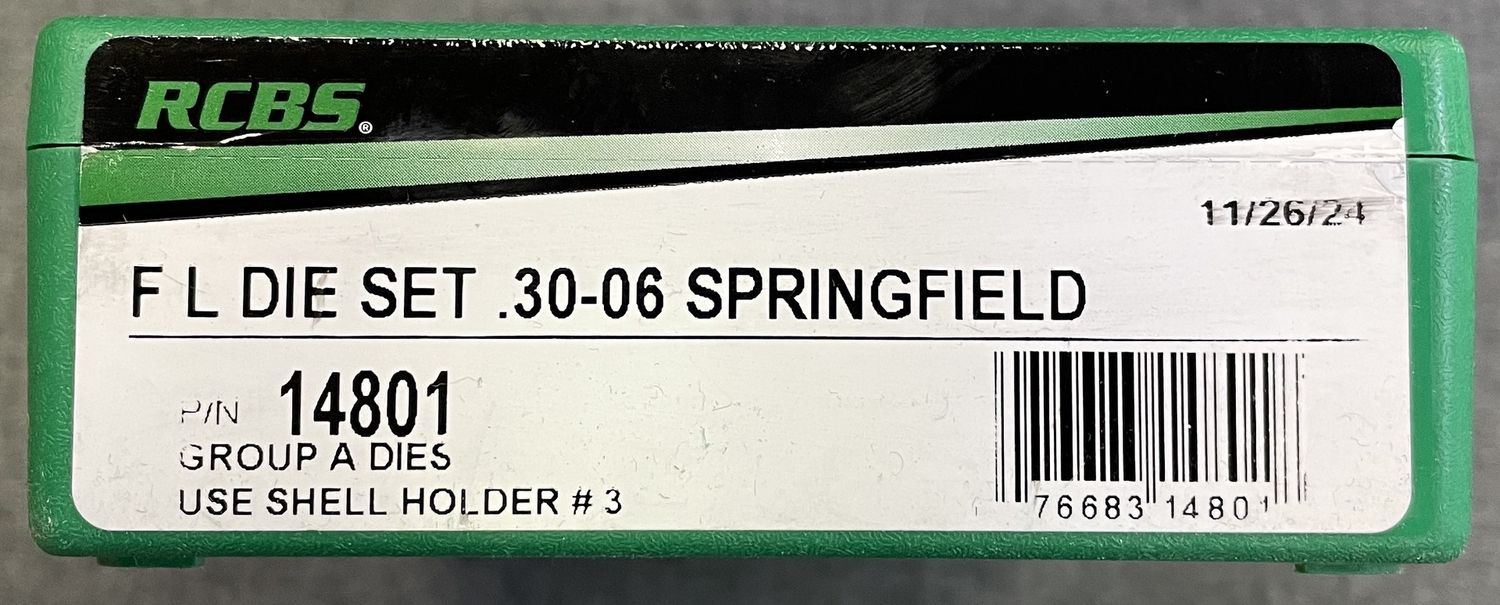 RCBS®
11/26/24
F L DIE SET .30-06 SPRINGFIELD
P/N 14801
GROUP A DIES
USE SHELL HOLDER # 3
76683 14801